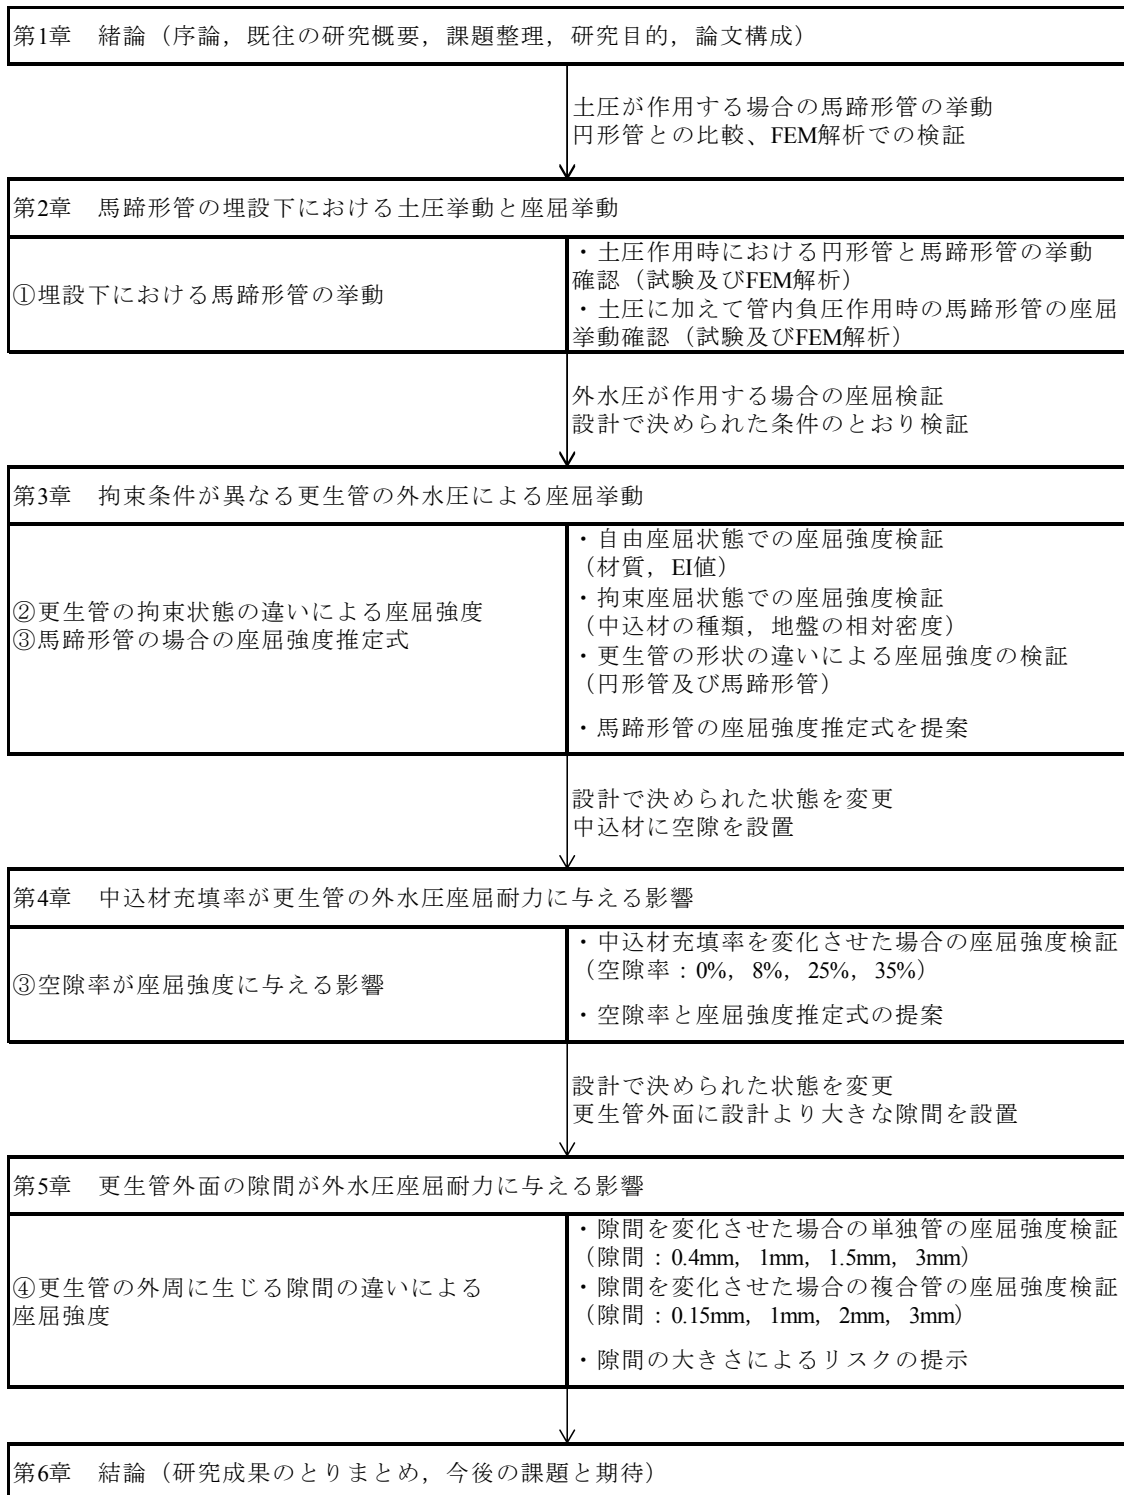 第1章　緒論（序論，既往の研究概要，課題整理，研究目的，論文構成）
土圧が作用する場合の馬蹄形管の挙動
円形管との比較、FEM解析での検証
第2章　馬蹄形管の埋設下における土圧挙動と座屈挙動
①埋設下における馬蹄形管の挙動
・土圧作用時における円形管と馬蹄形管の挙動
確認（試験及びFEM解析）
・土圧に加えて管内負圧作用時の馬蹄形管の座屈
挙動確認（試験及びFEM解析）
外水圧が作用する場合の座屈検証
設計で決められた条件のとおり検証
第3章　拘束条件が異なる更生管の外水圧による座屈挙動
②更生管の拘束状態の違いによる座屈強度
③馬蹄形管の場合の座屈強度推定式
・自由座屈状態での座屈強度検証
（材質，EI値）
・拘束座屈状態での座屈強度検証
（中込材の種類，地盤の相対密度）
・更生管の形状の違いによる座屈強度の検証
（円形管及び馬蹄形管）
・馬蹄形管の座屈強度推定式を提案
設計で決められた状態を変更
中込材に空隙を設置
第4章　中込材充填率が更生管の外水圧座屈耐力に与える影響
③空隙率が座屈強度に与える影響
・中込材充填率を変化させた場合の座屈強度検証
（空隙率：0%，8%，25%，35%）
・空隙率と座屈強度推定式の提案
設計で決められた状態を変更
更生管外面に設計より大きな隙間を設置
第5章　更生管外面の隙間が外水圧座屈耐力に与える影響
④更生管の外周に生じる隙間の違いによる
座屈強度
・隙間を変化させた場合の単独管の座屈強度検証
（隙間：0.4mm，1mm，1.5mm，3mm）
・隙間を変化させた場合の複合管の座屈強度検証
（隙間：0.15mm，1mm，2mm，3mm）
・隙間の大きさによるリスクの提示
第6章　結論（研究成果のとりまとめ，今後の課題と期待）